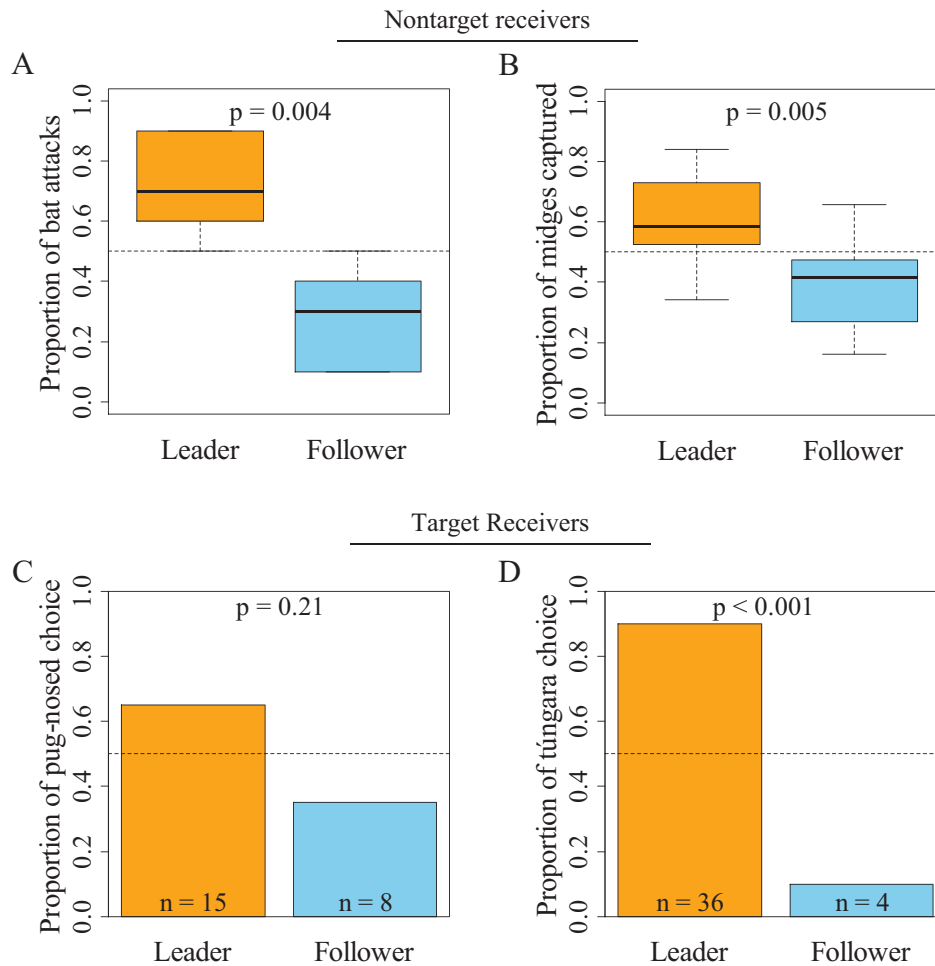 Nontarget receivers
A
B
p = 0.004
p = 0.005
Proportion of bat attacks
0.0 0.2 0.4 0.6 0.8 1.0
Proportion of midges captured
0.0 0.2 0.4 0.6 0.8 1.0
Leader Follower
Leader Follower
Target Receivers
C
D
p = 0.21
p < 0.001
Proportion of pug-nosed choice
0.0 0.2 0.4 0.6 0.8 1.0
Proportion of túngara choice
0.0 0.2 0.4 0.6 0.8 1.0
n = 15 n = 8
n = 36 n = 4
Leader Follower
Leader Follower